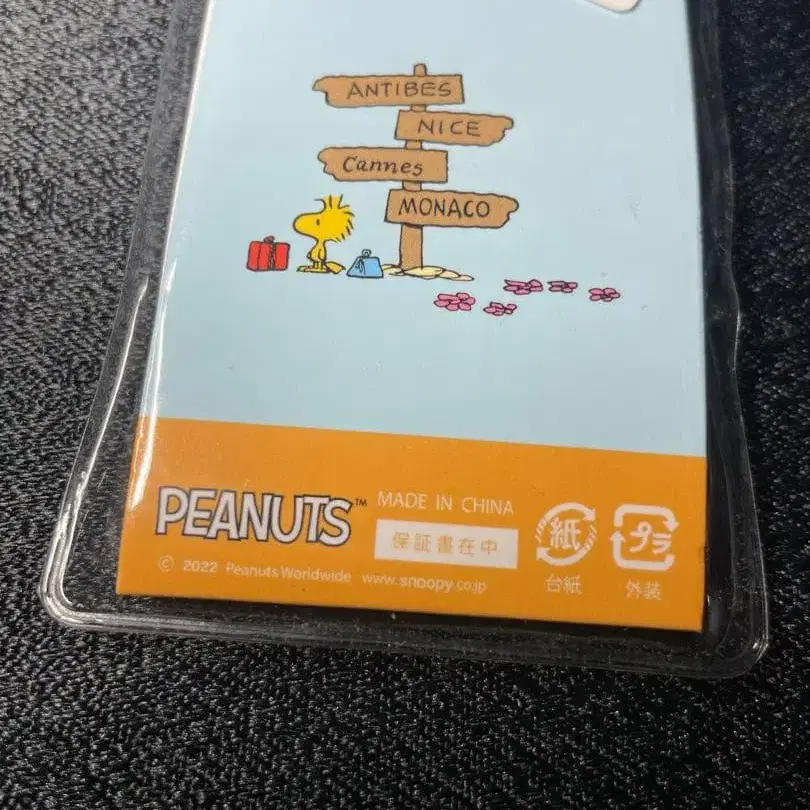 ANTIBES
NICE
Cannes
MONACO
PEANUTS™
MADE IN CHINA
保証書在中
© 2022 Peanuts Worldwide www.snoopy.co.jp
紙
台紙
プラ
外装